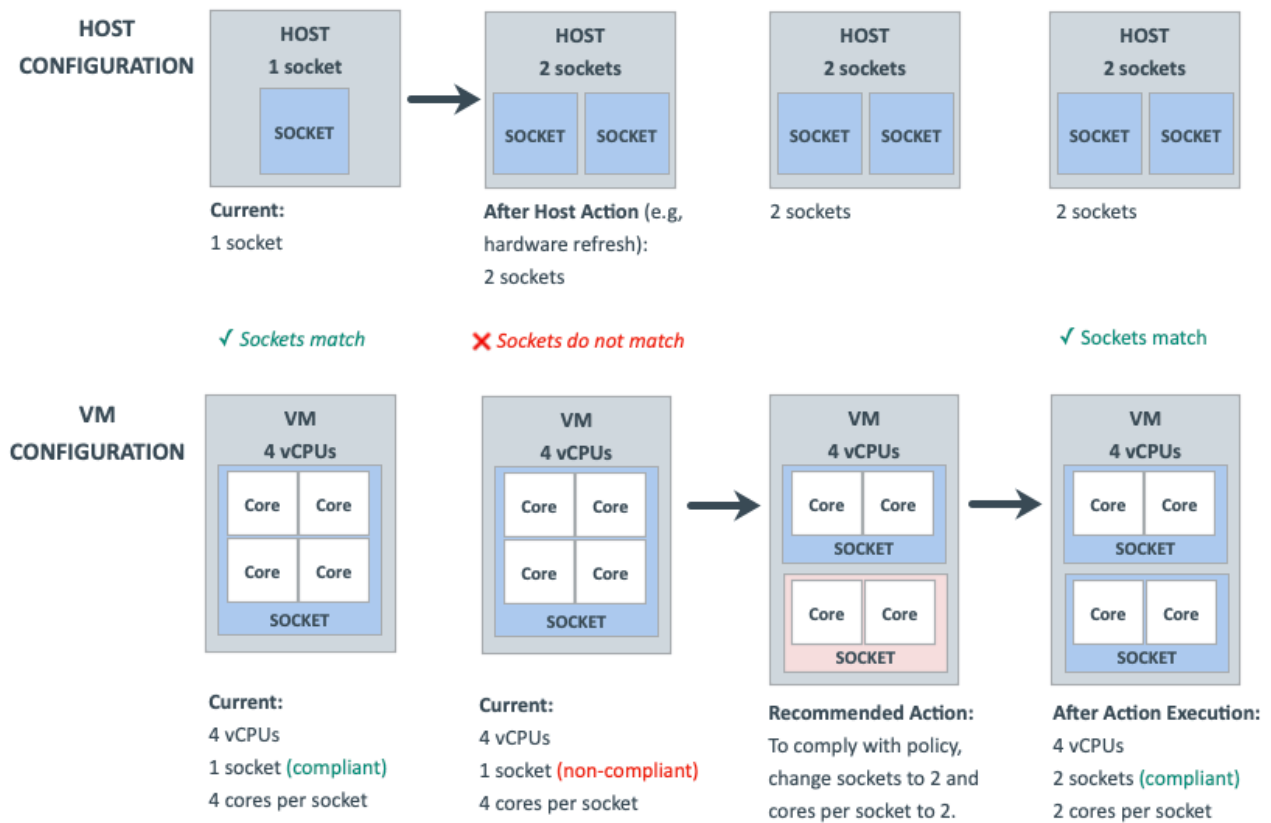 HOST
CONFIGURATION
HOST
1 socket
SOCKET
HOST
2 sockets
SOCKET
SOCKET
HOST
2 sockets
SOCKET
SOCKET
HOST
2 sockets
SOCKET
SOCKET
Current:
1 socket
After Host Action (e.g,
hardware refresh):
2 sockets
2 sockets
2 sockets
✓ Sockets match
❌ Sockets do not match
✓ Sockets match
VM
CONFIGURATION
VM
4 vCPUs
Core
Core
Core
Core
SOCKET
VM
4 vCPUs
Core
Core
Core
Core
SOCKET
VM
4 vCPUs
Core
Core
SOCKET
Core
Core
SOCKET
VM
4 vCPUs
Core
Core
SOCKET
Core
Core
SOCKET
Current:
4 vCPUs
1 socket (compliant)
4 cores per socket
Current:
4 vCPUs
1 socket (non-compliant)
4 cores per socket
Recommended Action:
To comply with policy,
change sockets to 2 and
cores per socket to 2.
After Action Execution:
4 vCPUs
2 sockets (compliant)
2 cores per socket